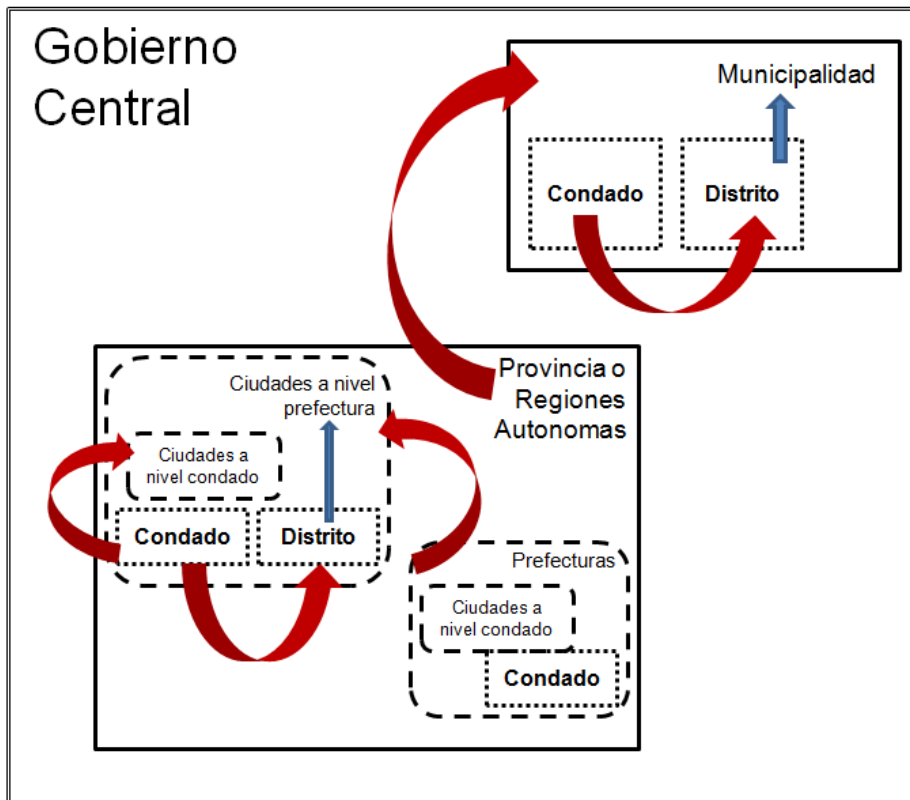 Gobierno
Central
Municipalidad
Condado
Distrito
Provincia o
Regiones
Autonomas
Ciudades a nivel
prefectura
Ciudades a
nivel condado
Condado
Distrito
Prefecturas
Ciudades a
nivel condado
Condado